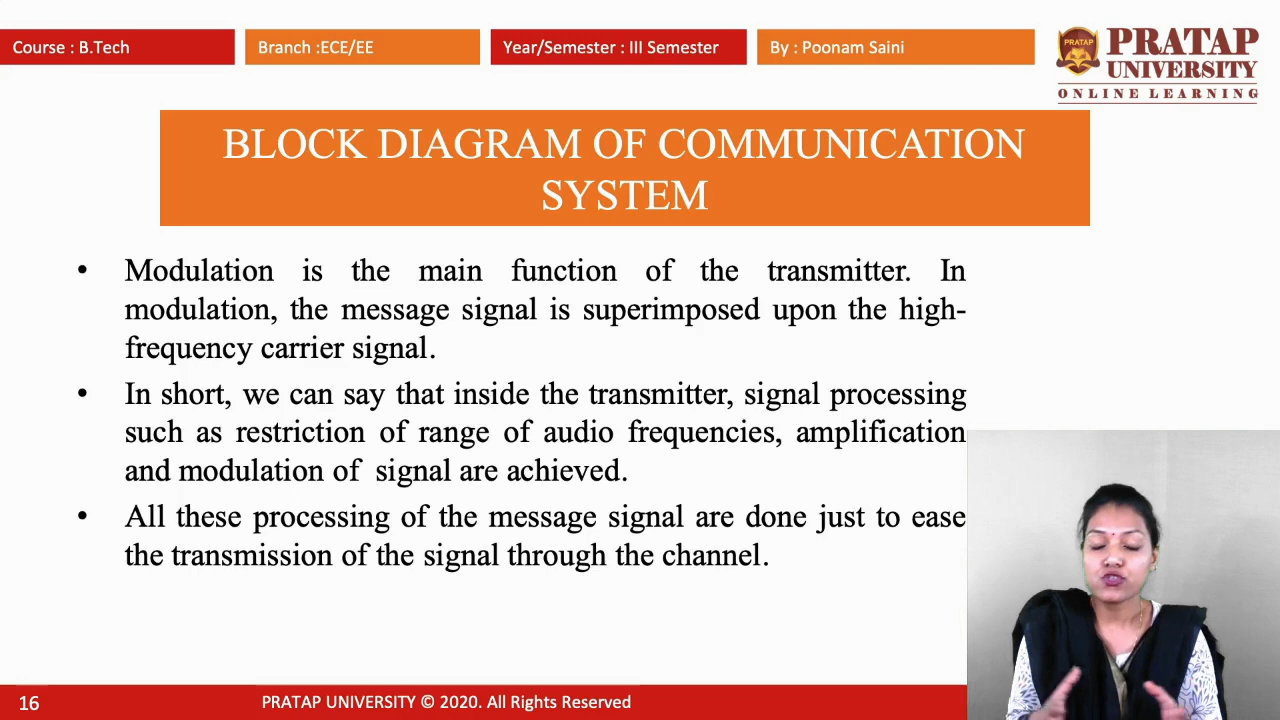 Course : B.Tech
Branch :ECE/EE
Year/Semester : III Semester
By : Poonam Saini
PRATAP
PRATAP
UNIVERSITY
ONLINE LEARNING
BLOCK DIAGRAM OF COMMUNICATION
SYSTEM
• Modulation is the main function of the transmitter. In
modulation, the message signal is superimposed upon the high-
frequency carrier signal.
• In short, we can say that inside the transmitter, signal processing
such as restriction of range of audio frequencies, amplification
and modulation of signal are achieved.
• All these processing of the message signal are done just to ease
the transmission of the signal through the channel.
16
PRATAP UNIVERSITY © 2020. All Rights Reserved